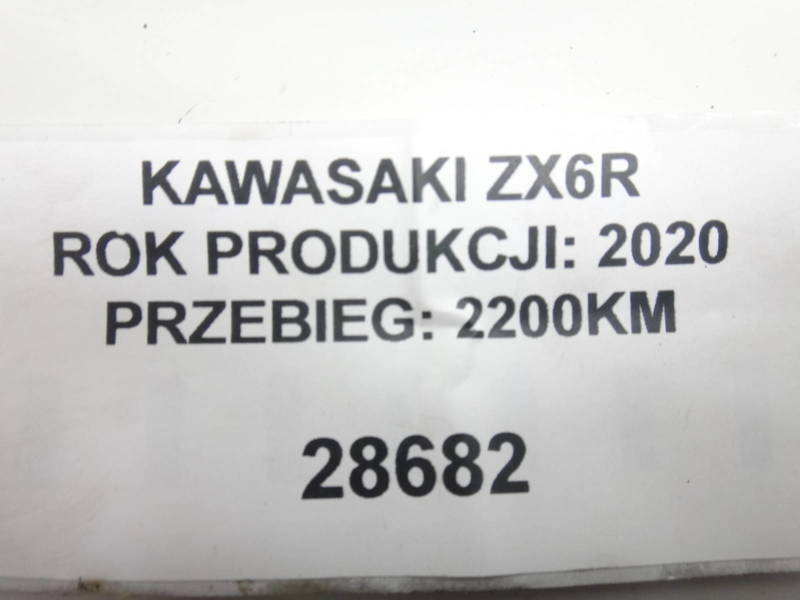 KAWASAKI ZX6R
ROK PRODUKCJI: 2020
PRZEBIEG: 2200KM
28682